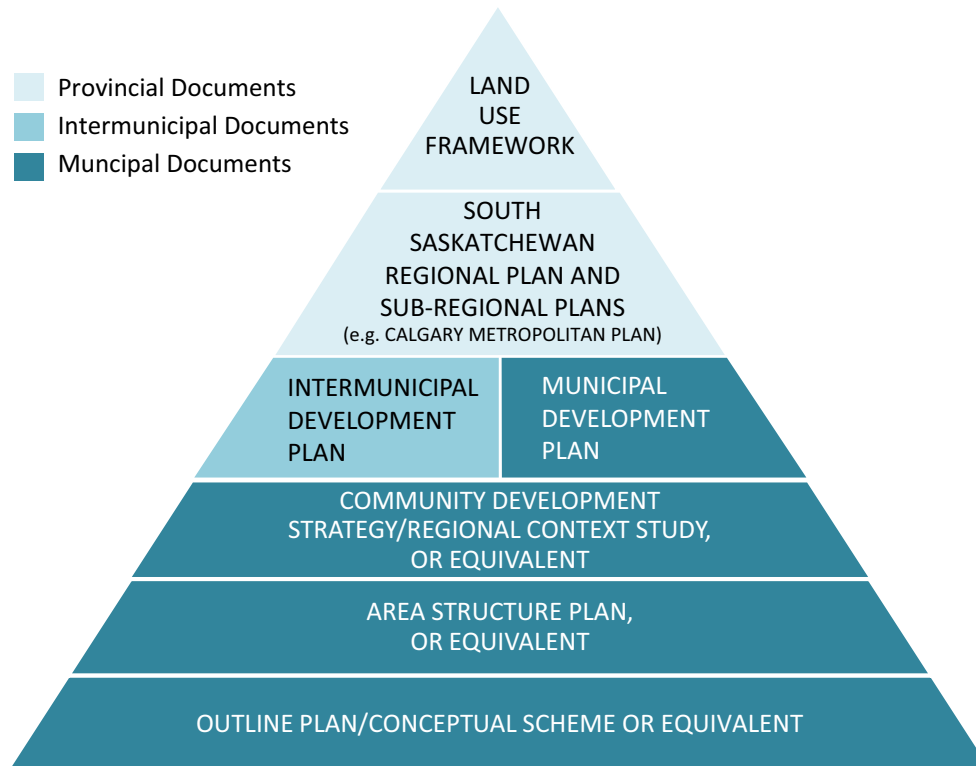 Provincial Documents
Intermunicipal Documents
Muncipal Documents
LAND
USE
FRAMEWORK
SOUTH
SASKATCHEWAN
REGIONAL PLAN AND
SUB-REGIONAL PLANS
(e.g. CALGARY METROPOLITAN PLAN)
INTERMUNICIPAL
DEVELOPMENT
PLAN
MUNICIPAL
DEVELOPMENT
PLAN
COMMUNITY DEVELOPMENT
STRATEGY/REGIONAL CONTEXT STUDY,
OR EQUIVALENT
AREA STRUCTURE PLAN,
OR EQUIVALENT
OUTLINE PLAN/CONCEPTUAL SCHEME OR EQUIVALENT